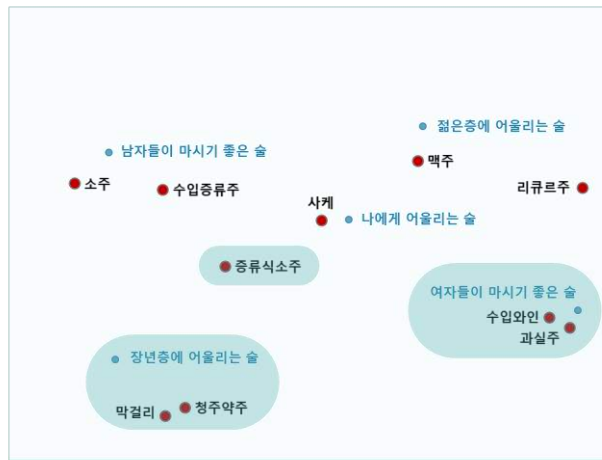 젊은층에 어울리는 술
남자들이 마시기 좋은 술
맥주
소주
수입증류주
리큐르주
사케
나에게 어울리는 술
증류식소주
여자들이 마시기 좋은 술
수입와인
과실주
장년층에 어울리는 술
막걸리
청주약주